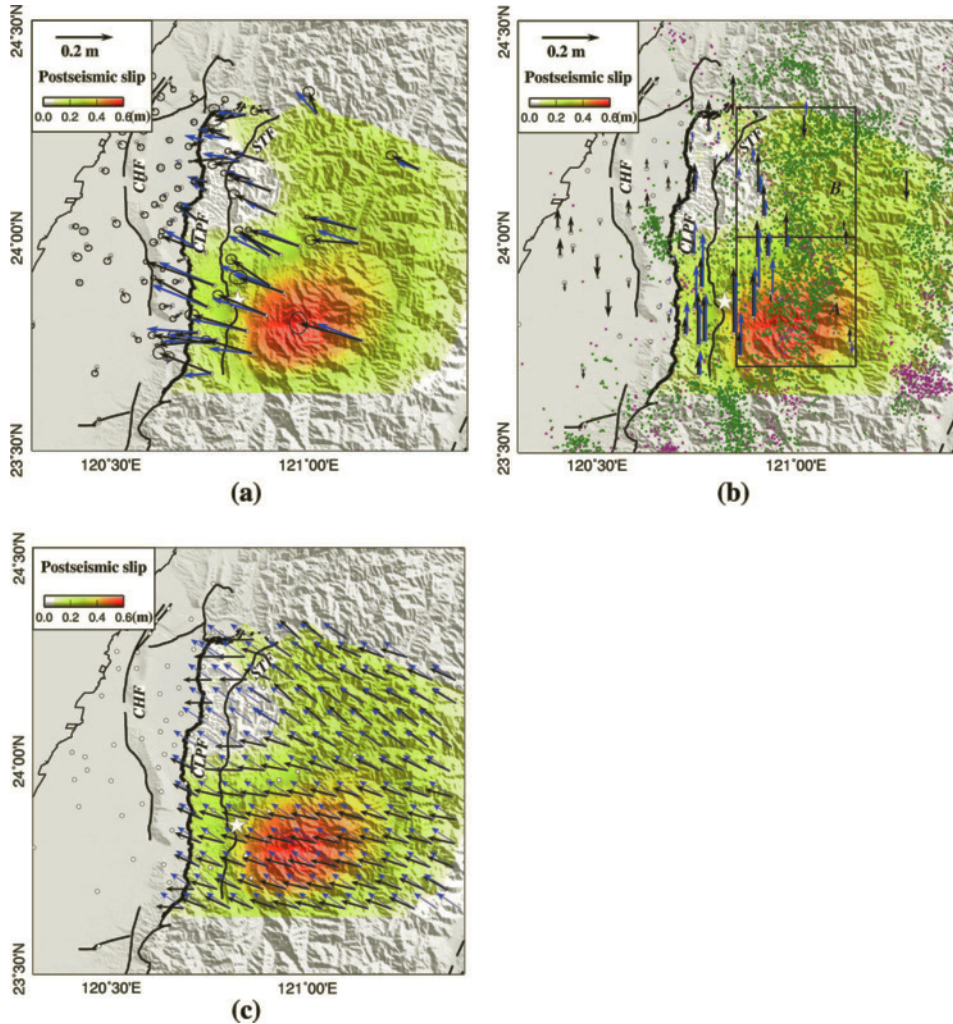 24°30'N
0.2 m
Postseismic slip
0.0 0.2 0.4 0.6(m)
CHF
STF
CLPF
24°00'N
23°30'N
120°30'E
121°00'E
(a)
24°30'N
0.2 m
Postseismic slip
0.0 0.2 0.4 0.6(m)
CHF
STF
CLPF
B
A
24°00'N
23°30'N
120°30'E
121°00'E
(b)
24°30'N
Postseismic slip
0.0 0.2 0.4 0.6(m)
CHF
STF
CLPF
24°00'N
23°30'N
120°30'E
121°00'E
(c)